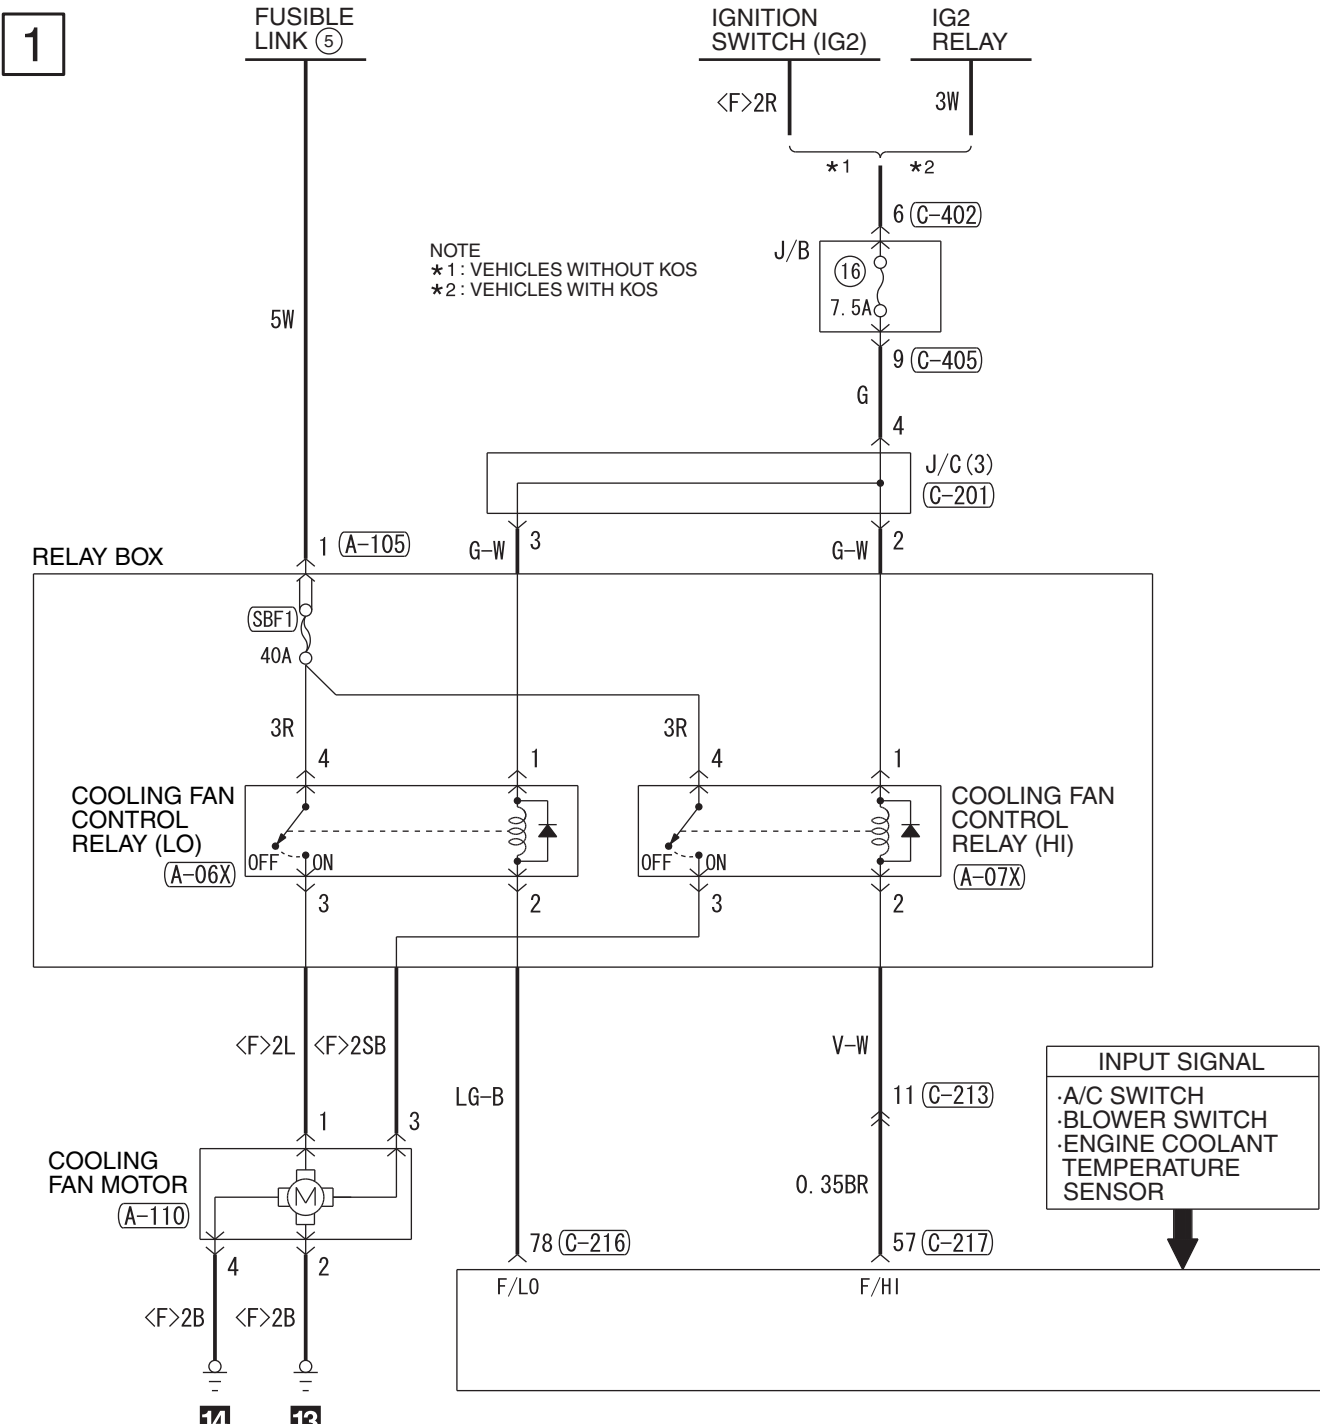 1
FUSIBLE
LINK 5
IGNITION
SWITCH (IG2)
IG2
RELAY
<F>2R
3W
*1
*2
6 C-402
J/B
16
7.5A
NOTE
*1: VEHICLES WITHOUT KOS
*2: VEHICLES WITH KOS
5W
9 C-405
G
4
J/C(3)
C-201
1 A-105
G-W
3
G-W
2
RELAY BOX
SBF1
40A
3R
3R
4
1
4
1
COOLING FAN
CONTROL
RELAY (LO)
A-06X
OFF
ON
OFF
ON
COOLING FAN
CONTROL
RELAY (HI)
A-07X
3
2
3
2
<F>2L
<F>2SB
LG-B
V-W
11 C-213
INPUT SIGNAL
·A/C SWITCH
·BLOWER SWITCH
·ENGINE COOLANT
TEMPERATURE
SENSOR
1
3
COOLING
FAN MOTOR
A-110
M
0.35BR
78 C-216
57 C-217
4
2
F/LO
F/HI
<F>2B
<F>2B
14
13